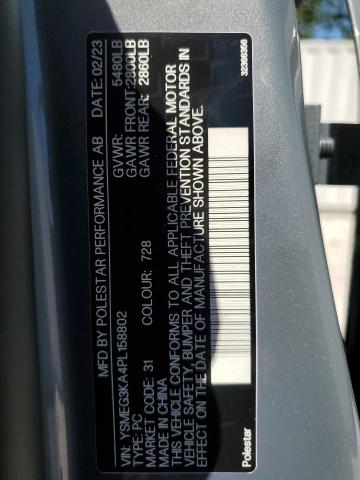 MFD BY POLESTAR PERFORMANCE AB DATE: 02/23
GVWR: 5480LB
GAWR FRONT: 2800LB
GAWR REAR: 2860LB
VIN: YSMEG3KA4PL158802
TYPE: PC
MARKET CODE: 31 COLOUR: 728
MADE IN CHINA
THIS VEHICLE CONFORMS TO ALL APPLICABLE FEDERAL MOTOR
VEHICLE SAFETY, BUMPER AND THEFT PREVENTION STANDARDS IN
EFFECT ON THE DATE OF MANUFACTURE SHOWN ABOVE.
Polestar 32366356